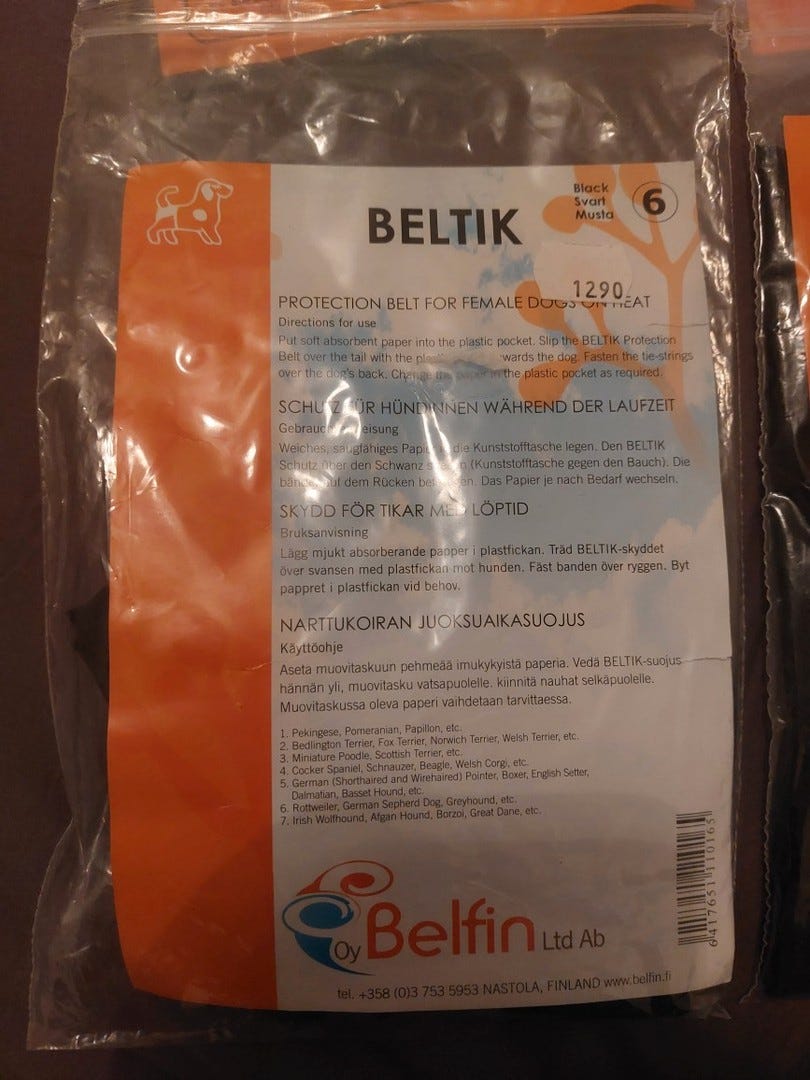 Black
Svart
Musta
6
BELTIK
1290
PROTECTION BELT FOR FEMALE DOGS ON HEAT
Directions for use
Put soft absorbent paper into the plastic pocket. Slip the BELTIK Protection
Belt over the tail with the wards the dog. Fasten the tie-strings
over the dog's back. Change the paper in the plastic pocket as required.
SCHUTZ FÜR HÜNDINNEN WÄHREND DER LAUFZEIT
Weiches, saugfähiges Papier in die Kunststofftasche legen. Den BELTIK
Schutz über den Schwanz (Kunststofftasche gegen den Bauch). Die
auf dem Rücken Das Papier je nach Bedarf wechseln.
SKYDD FÖR TIKAR MED LÖPTID
Bruksanvisning
Lägg mjukt absorberande papper i plastfickan. Träd BELTIK-skyddet
över svansen med plastfickan mot hunden. Fäst banden över ryggen. Byt
pappret i plastfickan vid behov.
NARTTUKOIRAN JUOKSUAIKASUOJUS
Käyttöohje
Aseta muovitaskuun pehmeää imukykyistä paperia. Vedä BELTIK-suojus
hännän yli, muovitasku vatsapuolelle. kiinnitä nauhat selkäpuolelle.
Muovitaskussa oleva paperi vaihdetaan tarvittaessa.
1. Pekingese, Pomeranian, Papillon, etc.
2. Bedlington Terrier, Fox Terrier, Norwich Terrier, Welsh Terrier, etc.
3. Miniature Poodle, Scottish Terrier, etc.
4. Cocker Spaniel, Schnauzer, Beagle, Welsh Corgi, etc.
5. German (Shorthaired and Wirehaired) Pointer, Boxer, English Setter,
Dalmatian, Basset Hound, etc.
6. Rottweiler, German Sepherd Dog, Greyhound, etc.
7. Irish Wolfhound, Afgan Hound, Borzoi, Great Dane, etc.
Oy Belfin Ltd Ab
tel. +358 (0)3 753 5953 NASTOLA, FINLAND www.belfin.fi
6417651110165